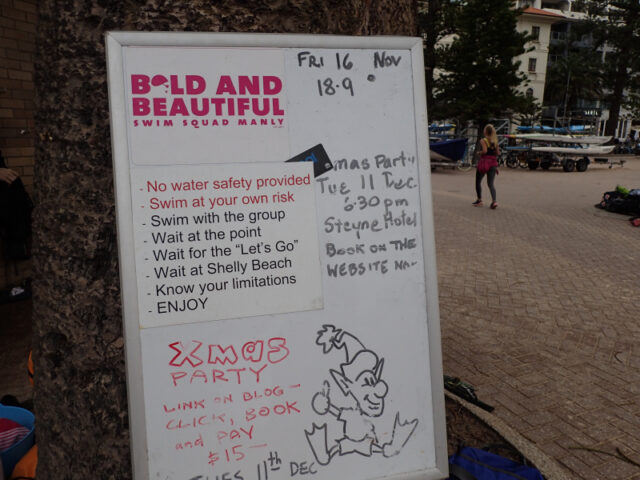 BOLD AND
BEAUTIFUL
SWIM SQUAD MANLY
FRI 16 NOV
18.9°
- No water safety provided
- Swim at your own risk
- Swim with the group
- Wait at the point
- Wait for the "Let's Go"
- Wait at Shelly Beach
- Know your limitations
- ENJOY
mas Party
Tue 11 Dec.
6:30pm
Steyne Hotel
BOOK ON THE
WEBSITE
Xmas
PARTY
LINK ON BLOG -
CLICK, BOOK
and PAY
$15 -
TUES 11th DEC